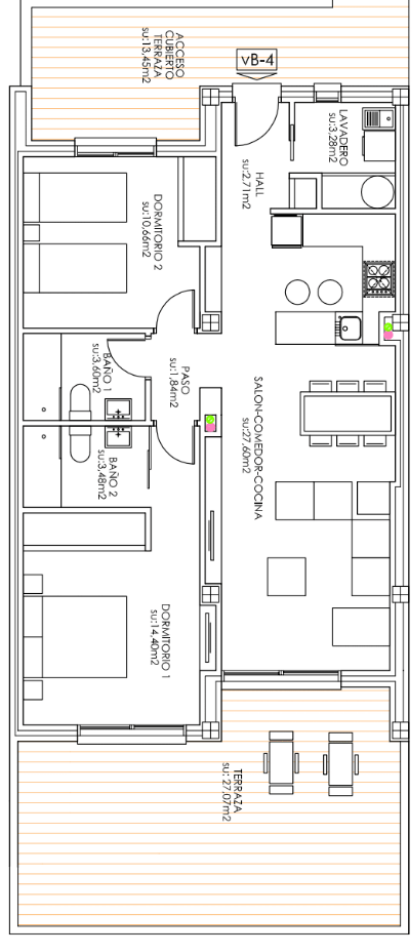 ACCESO
CUBIERTO
TERRAZA
su:13,45m2
vB-4
LAVADERO
su:3,28m2
HALL
su:2,71m2
DORMITORIO 2
su:10,66m2
PASO
su:1,84m2
BAÑO 1
su:3,60m2
BAÑO 2
su:3,48m2
SALON-COMEDOR-COCINA
su:27,60m2
DORMITORIO 1
su:14,40m2
TERRAZA
su: 27,07m2